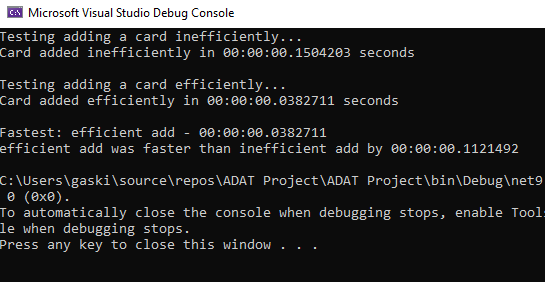 Microsoft Visual Studio Debug Console
Testing adding a card inefficiently...
Card added inefficiently in 00:00:00.1504203 seconds
Testing adding a card efficiently...
Card added efficiently in 00:00:00.0382711 seconds
Fastest: efficient add - 00:00:00.0382711
efficient add was faster than inefficient add by 00:00:00.1121492
C:\Users\gaski\source\repos\ADAT Project\ADAT Project\bin\Debug\net9
0 (0x0).
To automatically close the console when debugging stops, enable Tool
le when debugging stops.
Press any key to close this window . . .